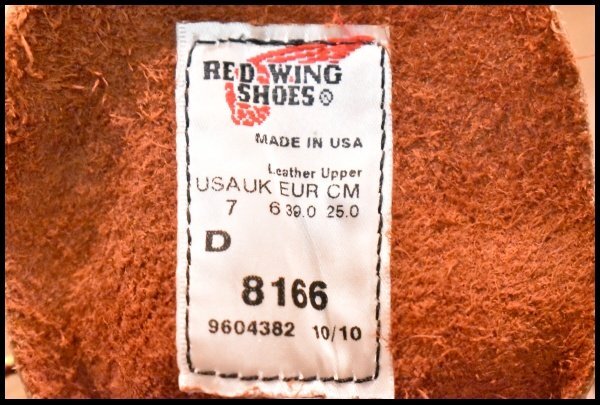 RED WING
SHOES®
MADE IN USA
Leather Upper
USA UK EUR CM
7 6 39.0 25.0
D
8166
9604382 10/10